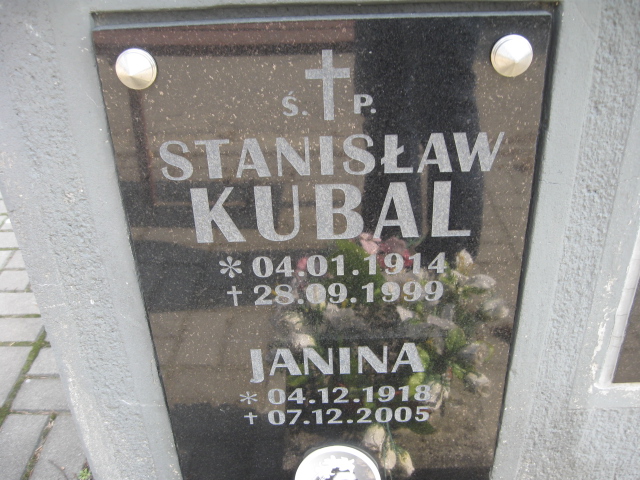 Ś. P.
STANISŁAW
KUBAL
* 04.01.1914
† 28.09.1999
JANINA
* 04.12.1918
† 07.12.2005